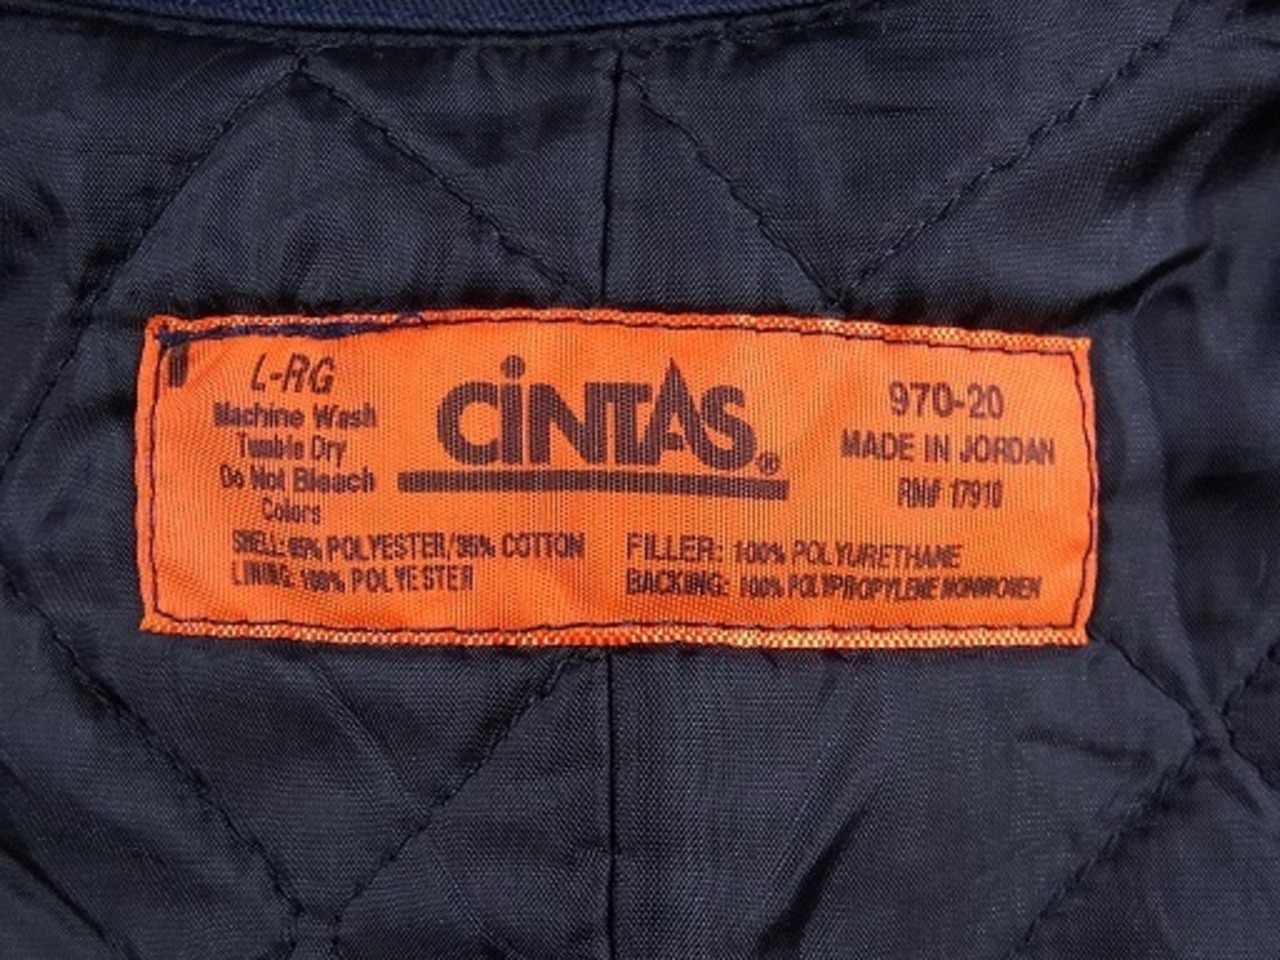 L-RG
Machine Wash
Tumble Dry
Do Not Bleach
Colors
CINTAS®
970-20
MADE IN JORDAN
RN# 17910
SHELL: 65% POLYESTER/35% COTTON
LINING: 100% POLYESTER
FILLER: 100% POLYURETHANE
BACKING: 100% POLYPROPYLENE NONWOVEN